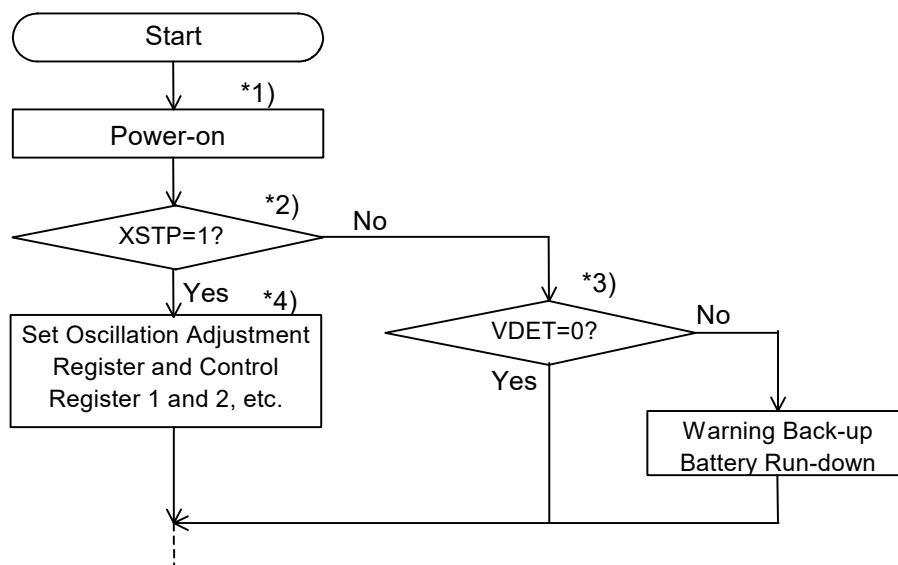 Start
*1)
Power-on
*2)
XSTP=1?
No
Yes
*4)
Set Oscillation Adjustment
Register and Control
Register 1 and 2, etc.
*3)
VDET=0?
No
Yes
Warning Back-up
Battery Run-down